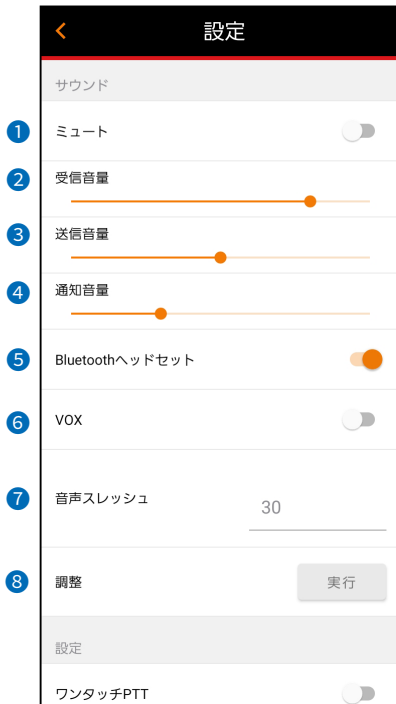 設定
サウンド
1 ミュート
2 受信音量
3 送信音量
4 通知音量
5 Bluetoothヘッドセット
6 VOX
7 音声スレッシュ 30
8 調整 実行
設定
ワンタッチPTT